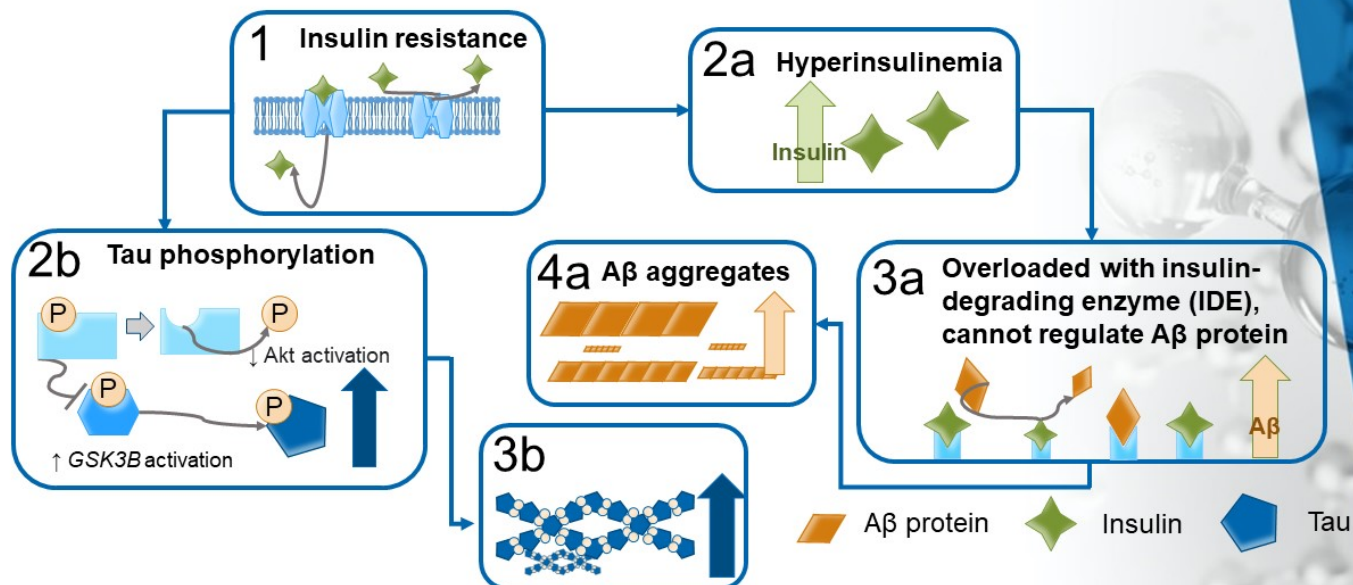 1 Insulin resistance
2a Hyperinsulinemia
Insulin
2b Tau phosphorylation
P
P
↓ Akt activation
P
P
↑ GSK3B activation
3a Overloaded with insulin-
degrading enzyme (IDE),
cannot regulate Aβ protein
Aβ
4a Aβ aggregates
3b
Aβ protein
Insulin
Tau